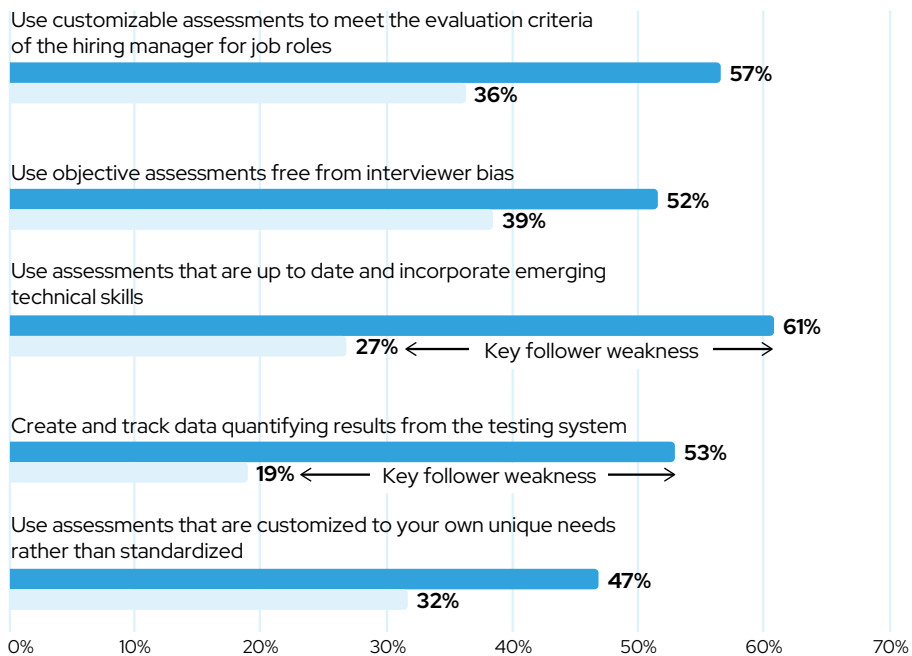 Use customizable assessments to meet the evaluation criteria
of the hiring manager for job roles
57%
36%
Use objective assessments free from interviewer bias
52%
39%
Use assessments that are up to date and incorporate emerging
technical skills
61%
27% Key follower weakness
Create and track data quantifying results from the testing system
53%
19% Key follower weakness
Use assessments that are customized to your own unique needs
rather than standardized
47%
32%
0% 10% 20% 30% 40% 50% 60% 70%